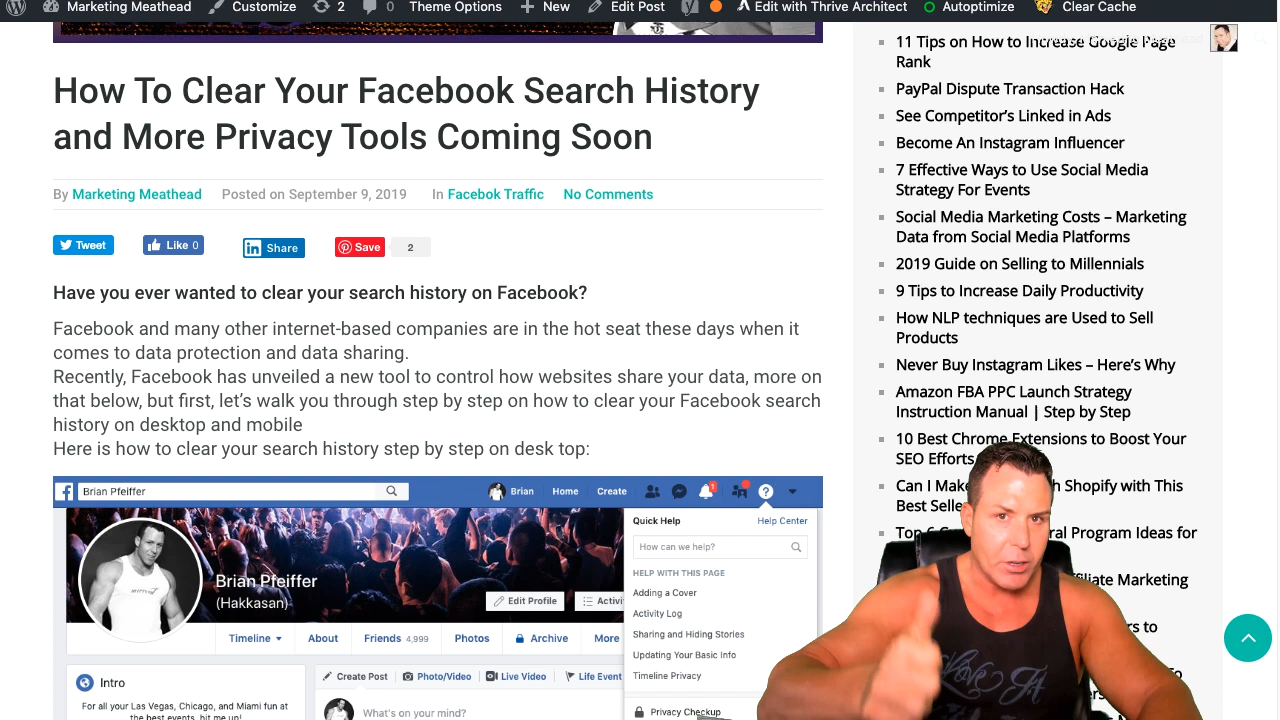 Marketing Meathead Customize 2 0 Theme Options New Edit Post Edit with Thrive Architect Autoptimize Clear Cache
How To Clear Your Facebook Search History
and More Privacy Tools Coming Soon
By Marketing Meathead Posted on September 9, 2019 In Facebok Traffic No Comments
Tweet Like 0 in Share Save 2
Have you ever wanted to clear your search history on Facebook?
Facebook and many other internet-based companies are in the hot seat these days when it
comes to data protection and data sharing.
Recently, Facebook has unveiled a new tool to control how websites share your data, more on
that below, but first, let’s walk you through step by step on how to clear your Facebook search
history on desktop and mobile
Here is how to clear your search history step by step on desk top:
Brian Pfeiffer Brian Home Create 1
Quick Help Help Center
How can we help?
HELP WITH THIS PAGE
Adding a Cover
Activity Log
Sharing and Hiding Stories
Updating Your Basic Info
Timeline Privacy
Privacy Checkup
Brian Pfeiffer
(Hakkasan)
Edit Profile Activi
Timeline About Friends 4,999 Photos Archive More
Intro
For all your Las Vegas, Chicago, and Miami fun at
the best events, hit me up!
Create Post Photo/Video Live Video Life Event
What's on your mind?
11 Tips on How to Increase Google Page
Rank
PayPal Dispute Transaction Hack
See Competitor’s Linked in Ads
Become An Instagram Influencer
7 Effective Ways to Use Social Media
Strategy For Events
Social Media Marketing Costs – Marketing
Data from Social Media Platforms
2019 Guide on Selling to Millennials
9 Tips to Increase Daily Productivity
How NLP techniques are Used to Sell
Products
Never Buy Instagram Likes – Here’s Why
Amazon FBA PPC Launch Strategy
Instruction Manual | Step by Step
10 Best Chrome Extensions to Boost Your
SEO Efforts
Can I Make Shopify with This
Best Selle
Top Program Ideas for
Marketing
to